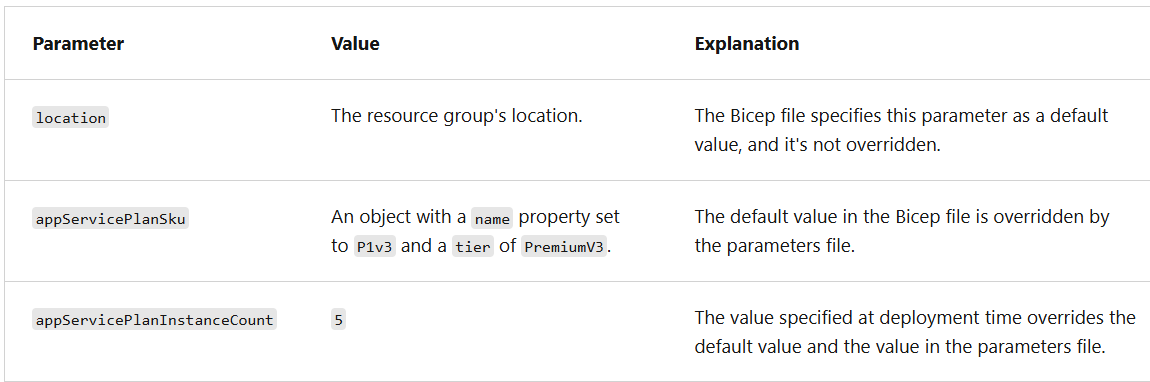 Parameter Value Explanation
location The resource group's location. The Bicep file specifies this parameter as a default
value, and it's not overridden.
appServicePlanSku An object with a name property set The default value in the Bicep file is overridden by
to P1v3 and a tier of PremiumV3. the parameters file.
appServicePlanInstanceCount 5 The value specified at deployment time overrides the
default value and the value in the parameters file.